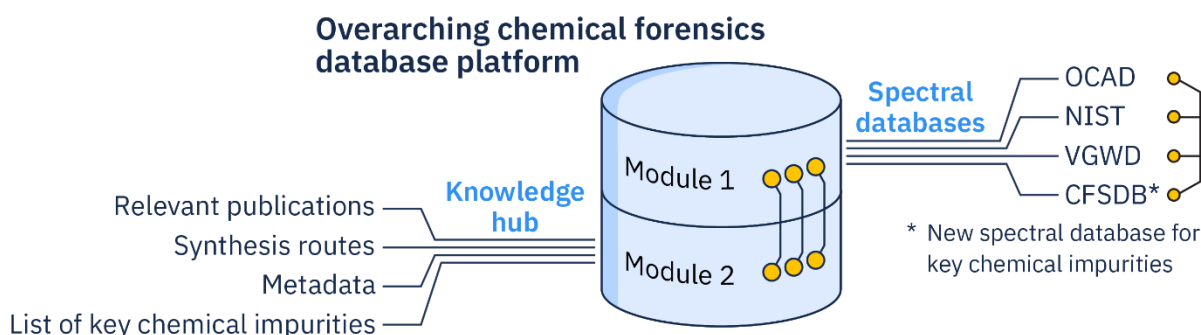 Overarching chemical forensics
database platform
Spectral
databases
OCAD
NIST
VGWD
CFSDB*
* New spectral database for
key chemical impurities
Module 1
Module 2
Knowledge
hub
Relevant publications
Synthesis routes
Metadata
List of key chemical impurities